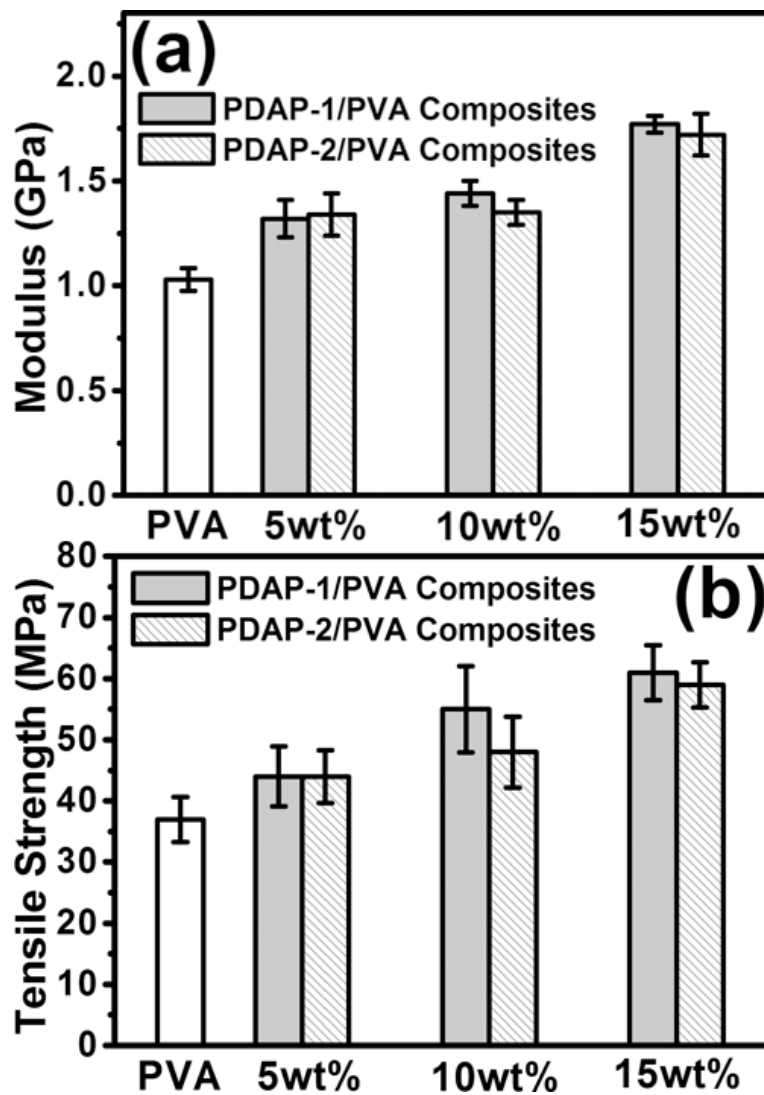 (a)
PDAP-1/PVA Composites
PDAP-2/PVA Composites
Modulus (GPa)
2.0
1.5
1.0
0.5
0.0
PVA 5wt% 10wt% 15wt%
(b)
PDAP-1/PVA Composites
PDAP-2/PVA Composites
Tensile Strength (MPa)
80
70
60
50
40
30
20
10
0
PVA 5wt% 10wt% 15wt%